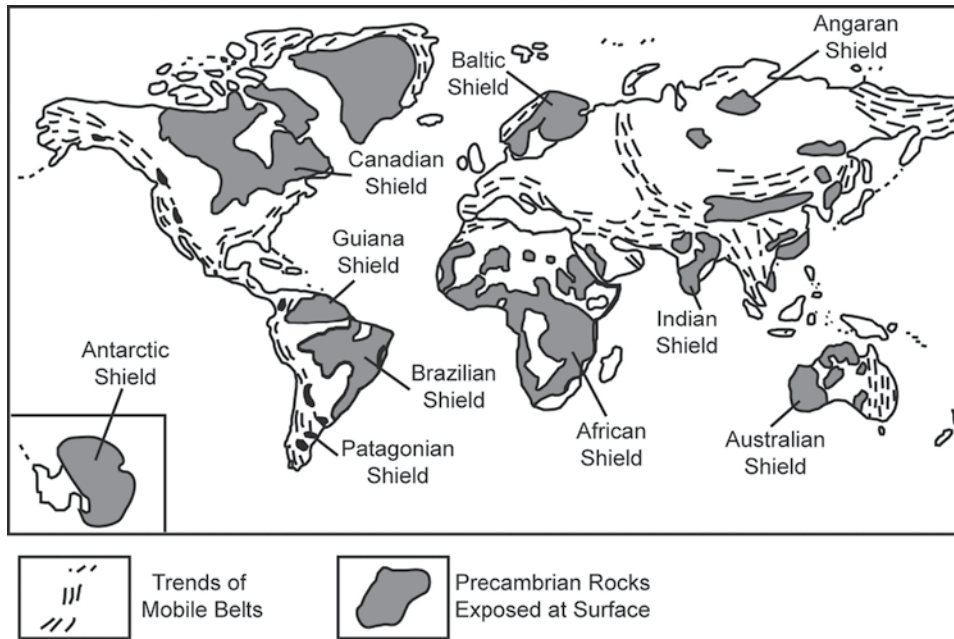 Angaran
Shield
Baltic
Shield
Canadian
Shield
Guiana
Shield
Indian
Shield
Antarctic
Shield
Brazilian
Shield
African
Shield
Australian
Shield
Patagonian
Shield
Trends of
Mobile Belts
Precambrian Rocks
Exposed at Surface